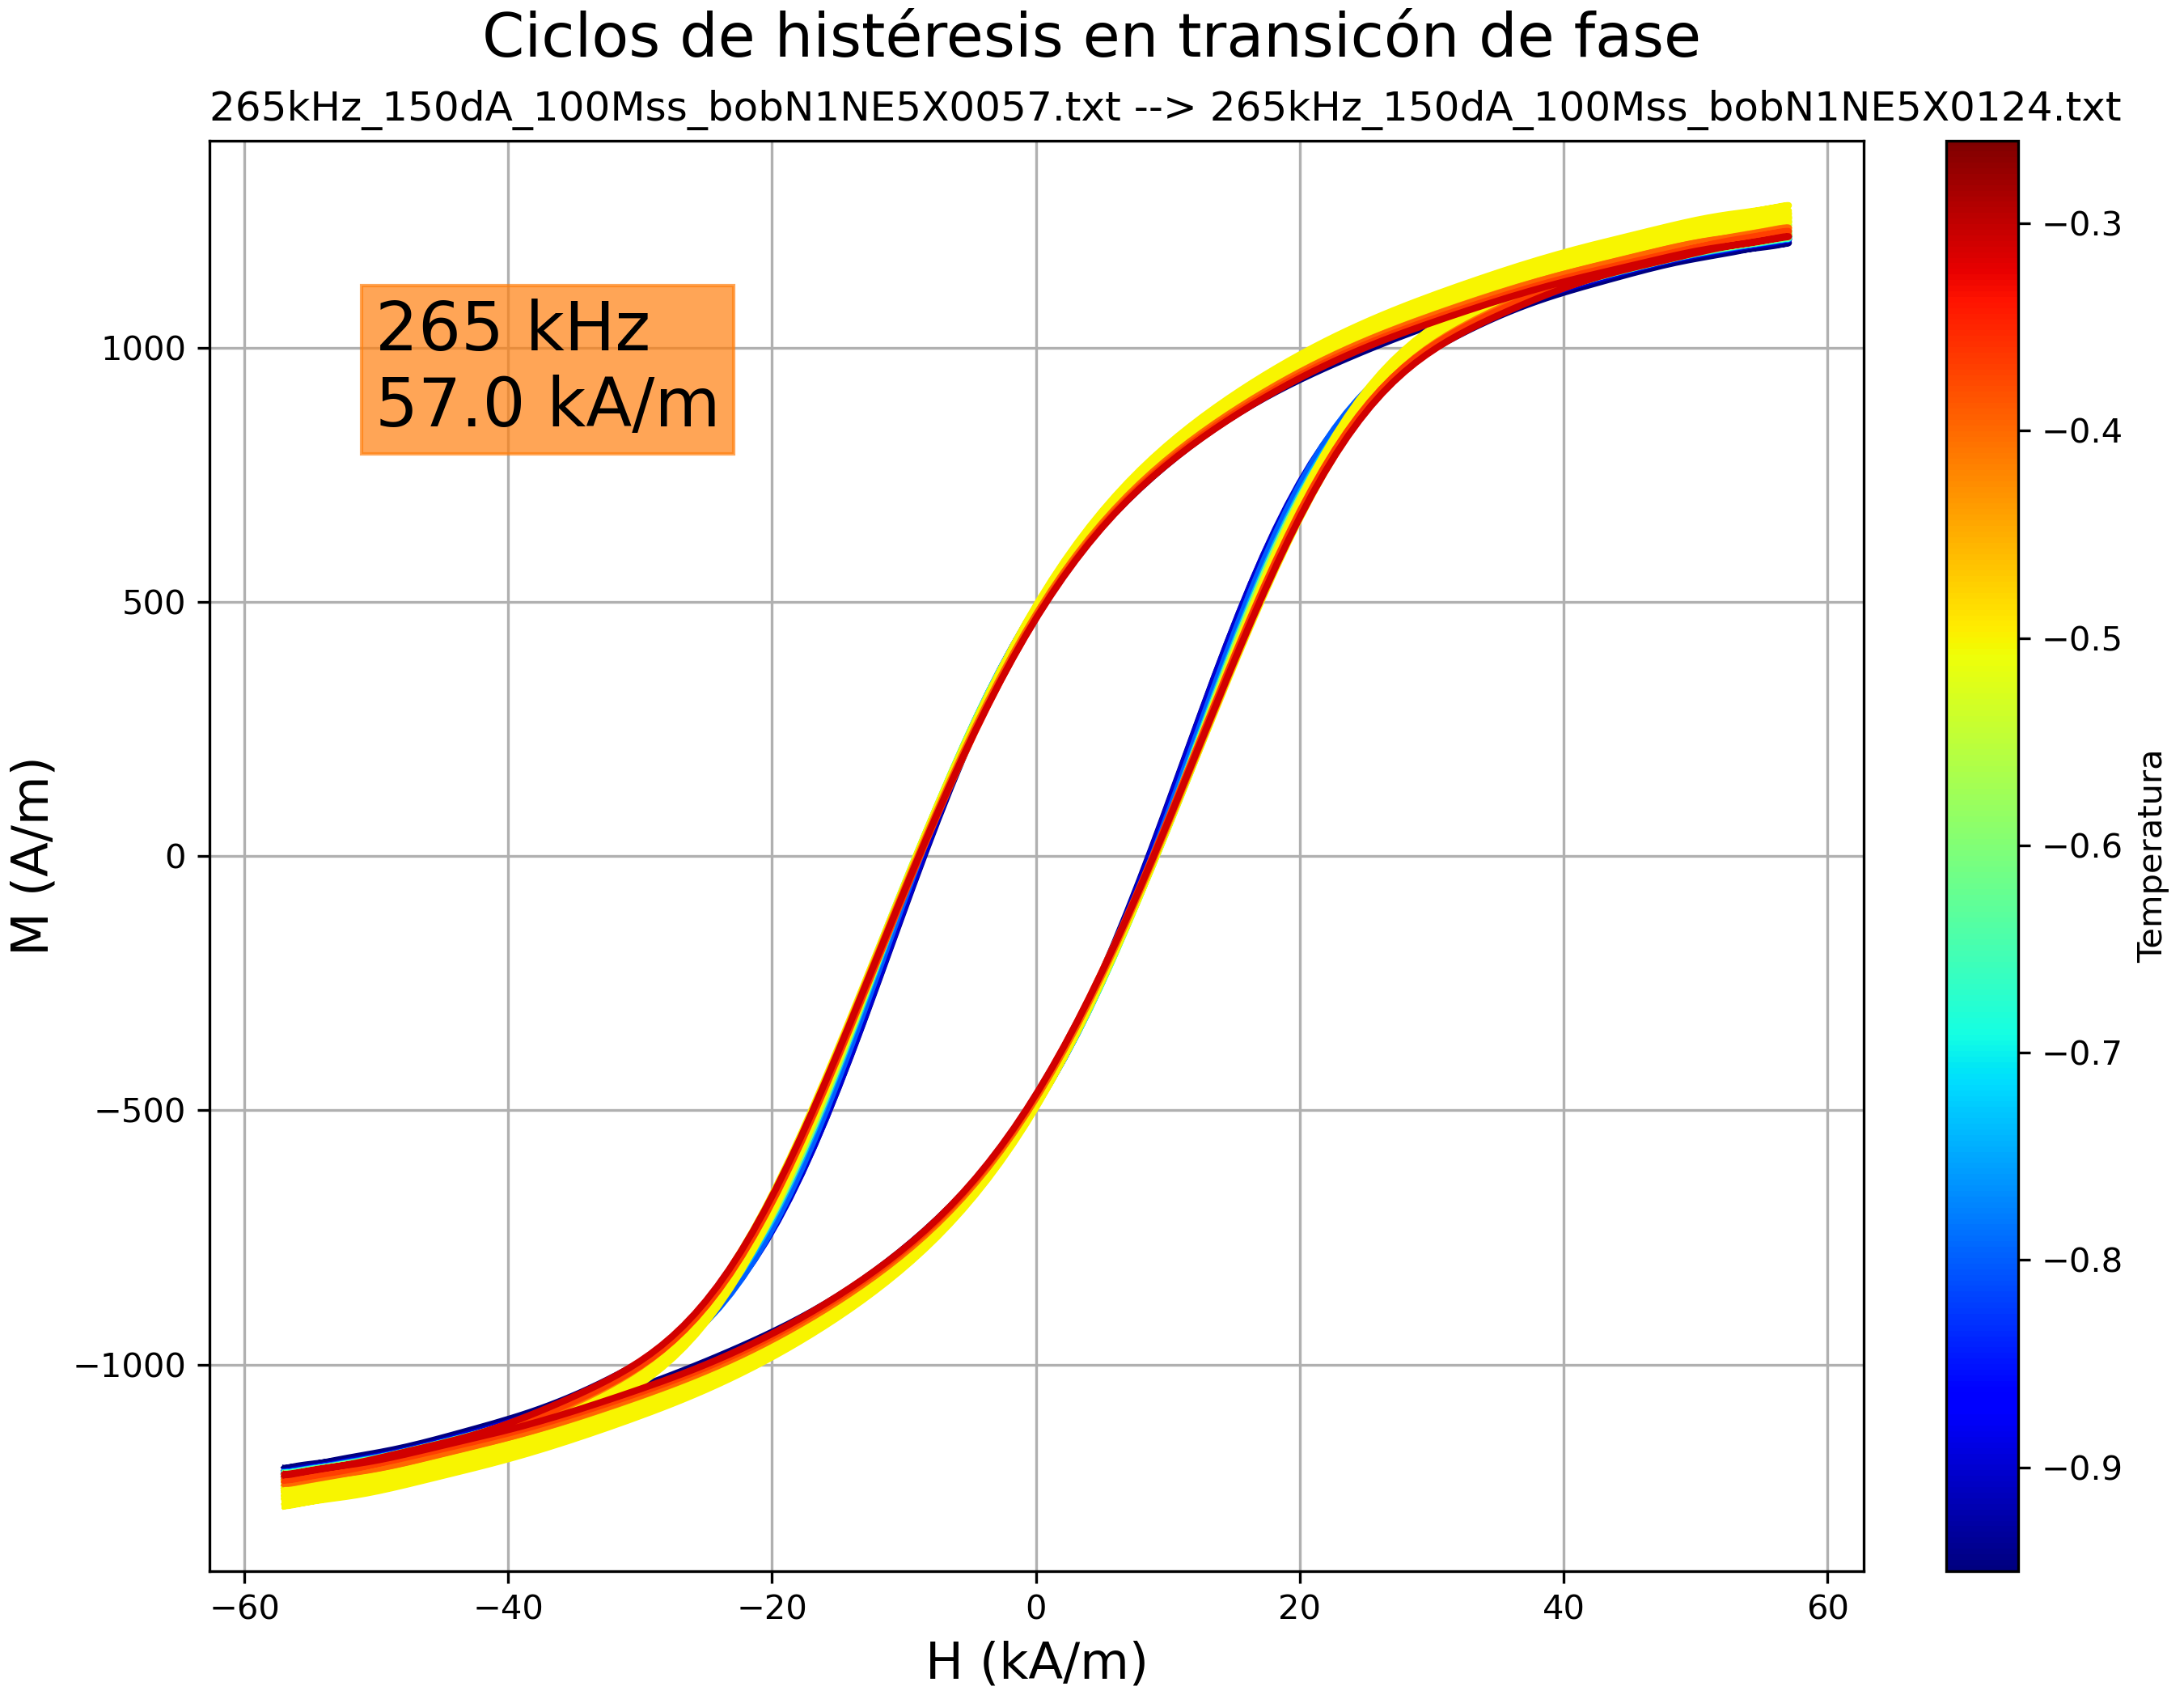 Ciclos de histéresis en transicón de fase
265kHz_150dA_100Mss_bobN1NE5X0057.txt --> 265kHz_150dA_100Mss_bobN1NE5X0124.txt
265 kHz
57.0 kA/m
M (A/m)
1000
500
0
−500
−1000
−60
−40
−20
0
20
40
60
H (kA/m)
−0.3
−0.4
−0.5
−0.6
−0.7
−0.8
−0.9
Temperatura